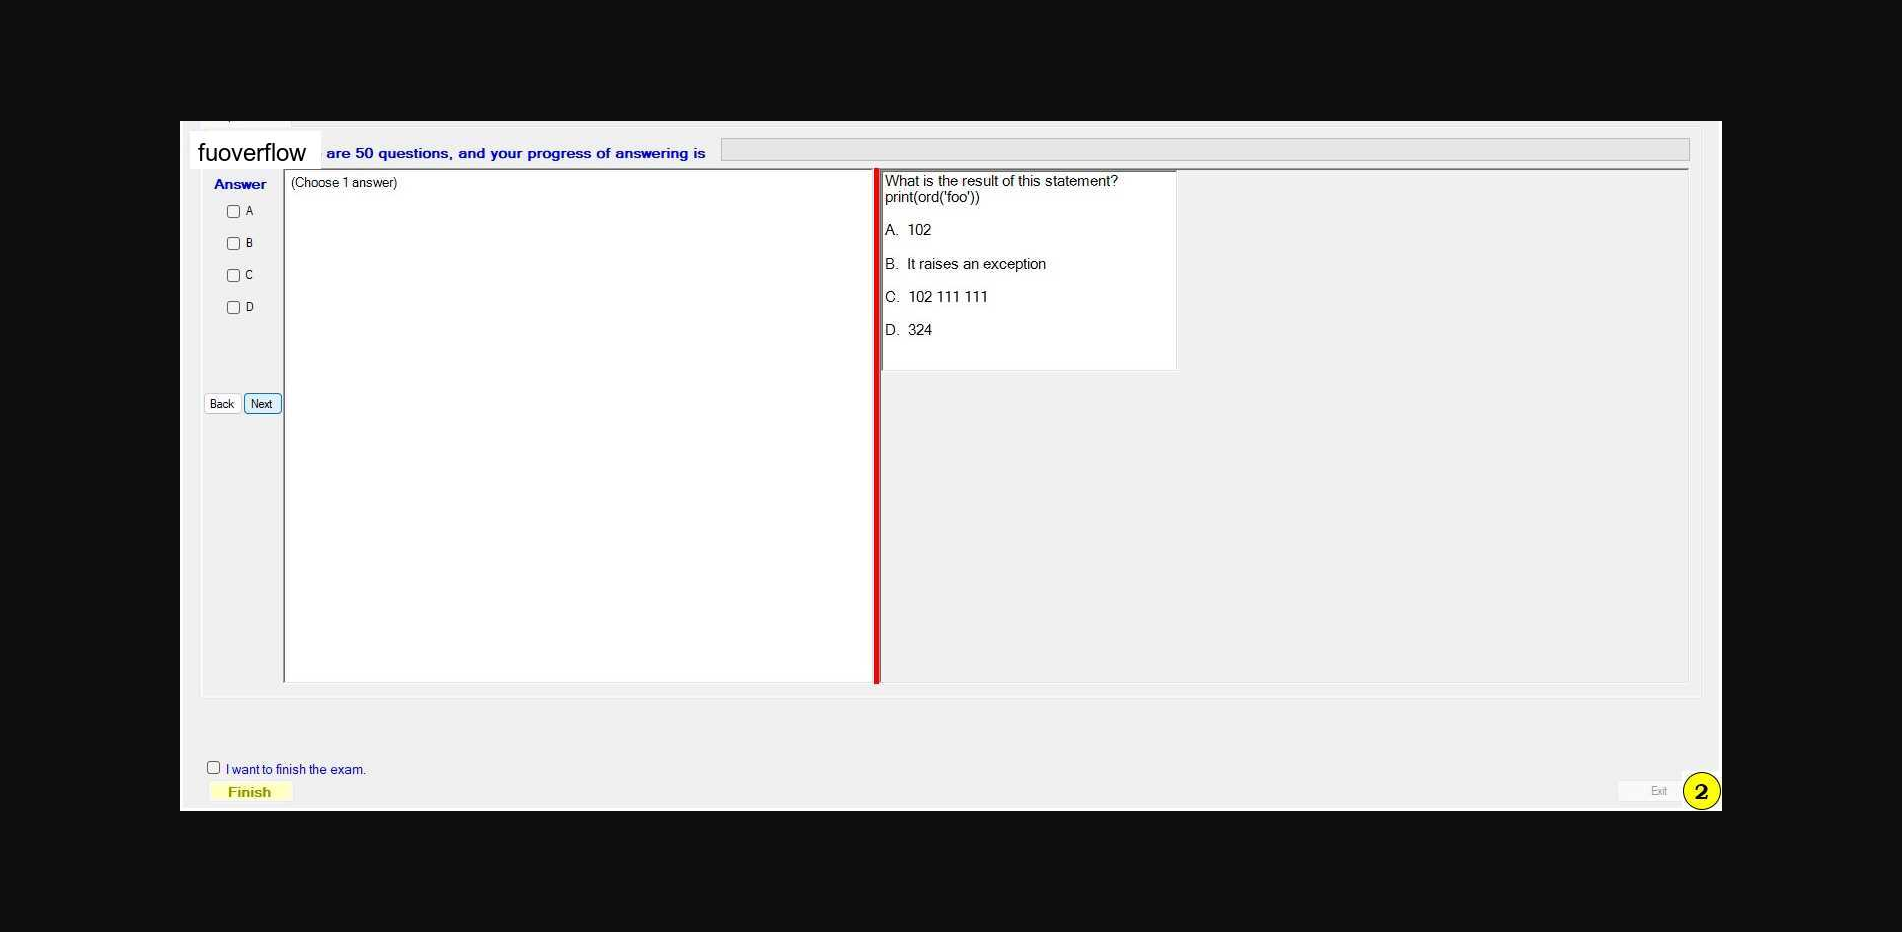 fuoverflow are 50 questions, and your progress of answering is
Answer
A
B
C
D
Back Next
(Choose 1 answer)
What is the result of this statement?
print(ord('foo'))
A. 102
B. It raises an exception
C. 102 111 111
D. 324
I want to finish the exam.
Finish
Exit
2